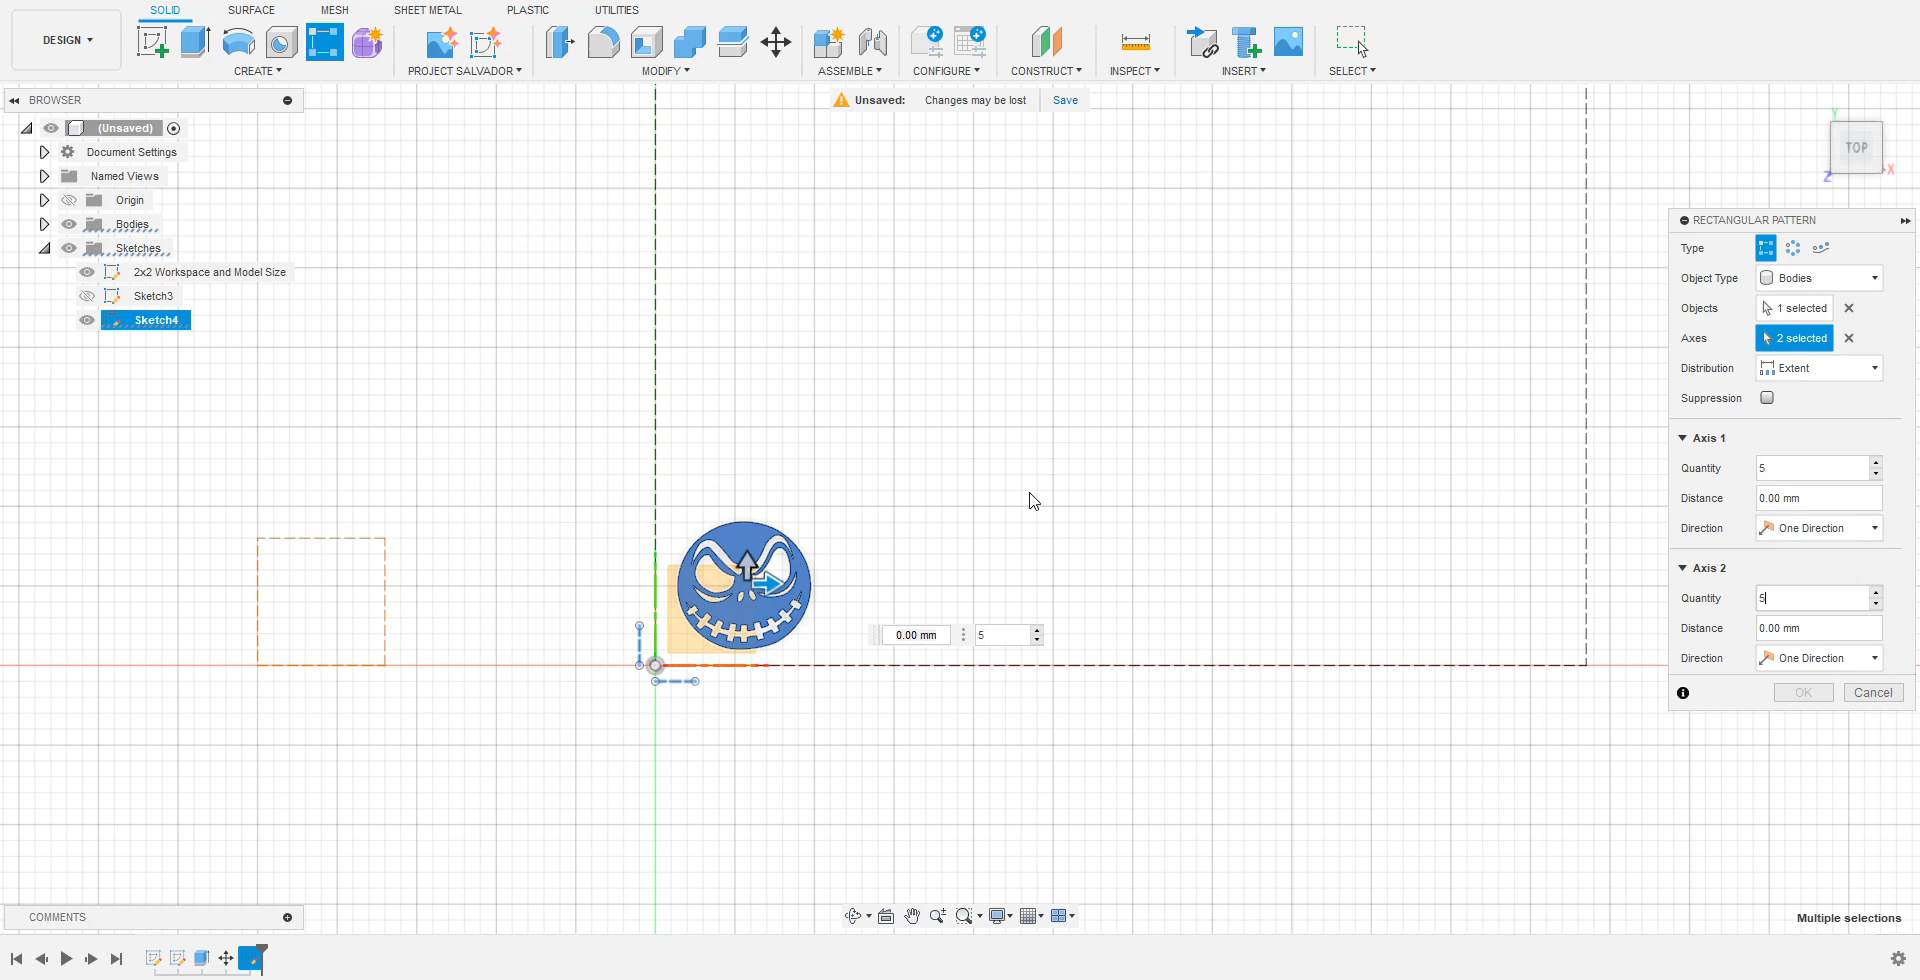 SOLID SURFACE MESH SHEET METAL PLASTIC UTILITIES
DESIGN
CREATE PROJECT SALVADOR MODIFY ASSEMBLE CONFIGURE CONSTRUCT INSPECT INSERT SELECT
BROWSER
Unsaved: Changes may be lost Save
(Unsaved)
Document Settings
Named Views
Origin
Bodies
Sketches
2x2 Workspace and Model Size
Sketch3
Sketch4
Y
TOP
X
Z
RECTANGULAR PATTERN
Type
Object Type Bodies
Objects 1 selected
Axes 2 selected
Distribution Extent
Suppression
Axis 1
Quantity 5
Distance 0.00 mm
Direction One Direction
Axis 2
Quantity 5
Distance 0.00 mm
Direction One Direction
OK Cancel
0.00 mm 5
COMMENTS
Multiple selections